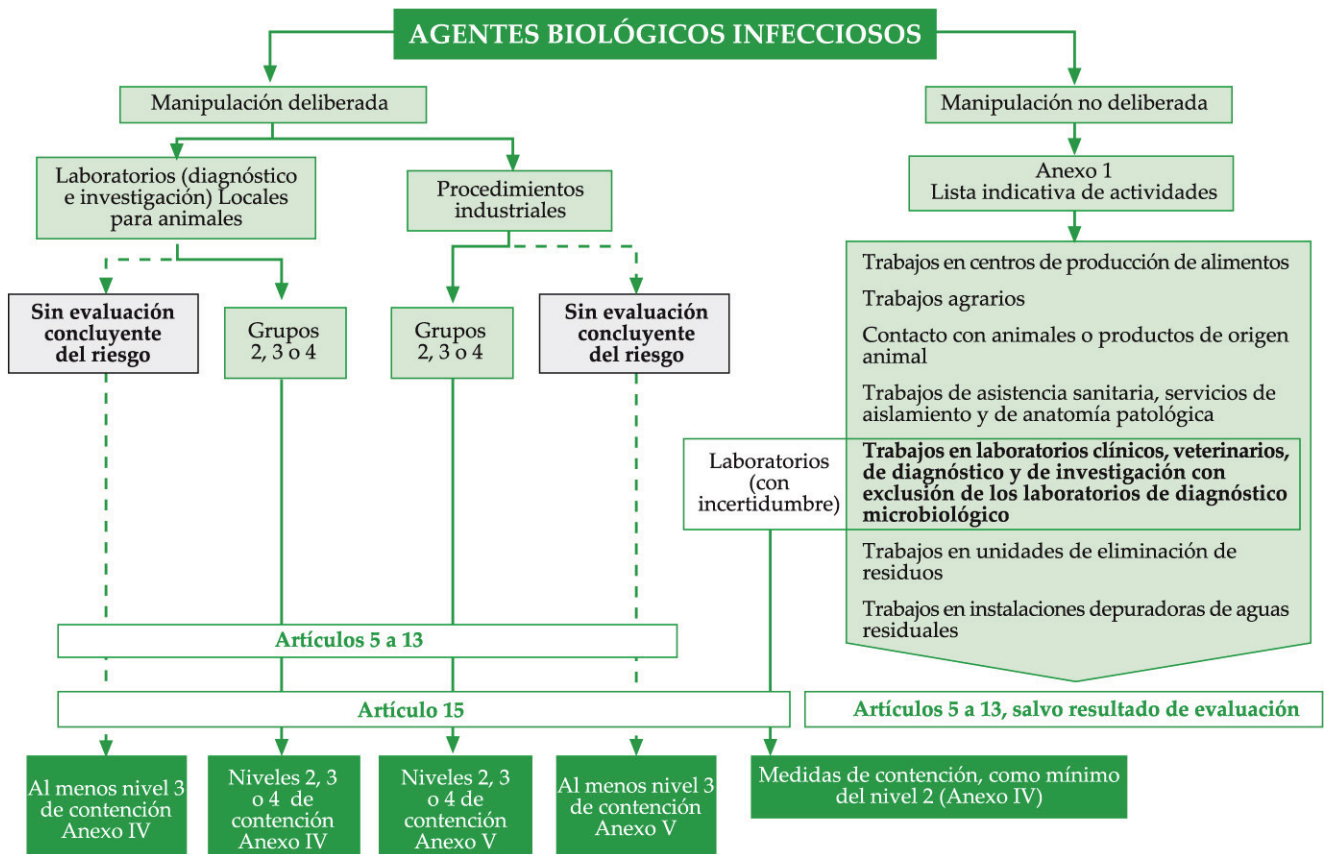 AGENTES BIOLÓGICOS INFECCIOSOS
Manipulación deliberada
Manipulación no deliberada
Laboratorios (diagnóstico
e investigación) Locales
para animales
Procedimientos
industriales
Anexo 1
Lista indicativa de actividades
Sin evaluación
concluyente
del riesgo
Grupos
2, 3 o 4
Grupos
2, 3 o 4
Sin evaluación
concluyente
del riesgo
Trabajos en centros de producción de alimentos
Trabajos agrarios
Contacto con animales o productos de origen
animal
Trabajos de asistencia sanitaria, servicios de
aislamiento y de anatomía patológica
Laboratorios
(con
incertidumbre)
Trabajos en laboratorios clínicos, veterinarios,
de diagnóstico y de investigación con
exclusión de los laboratorios de diagnóstico
microbiológico
Trabajos en unidades de eliminación de
residuos
Trabajos en instalaciones depuradoras de aguas
residuales
Artículos 5 a 13
Artículo 15
Artículos 5 a 13, salvo resultado de evaluación
Al menos nivel 3
de contención
Anexo IV
Niveles 2, 3
o 4 de
contención
Anexo IV
Niveles 2, 3
o 4 de
contención
Anexo V
Al menos nivel 3
de contención
Anexo V
Medidas de contención, como mínimo
del nivel 2 (Anexo IV)